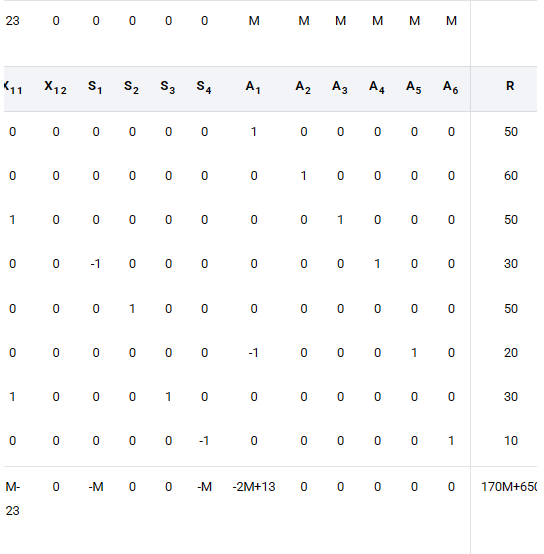 23 0 0 0 0 0 M M M M M M
X11 X12 S1 S2 S3 S4 A1 A2 A3 A4 A5 A6 R
0 0 0 0 0 0 1 0 0 0 0 0 50
0 0 0 0 0 0 0 1 0 0 0 0 60
1 0 0 0 0 0 0 0 1 0 0 0 50
0 0 -1 0 0 0 0 0 0 1 0 0 30
0 0 0 1 0 0 0 0 0 0 0 0 50
0 0 0 0 0 0 -1 0 0 0 1 0 20
1 0 0 0 1 0 0 0 0 0 0 0 30
0 0 0 0 0 -1 0 0 0 0 0 1 10
M- 0 -M 0 0 -M -2M+13 0 0 0 0 0 170M+650
23